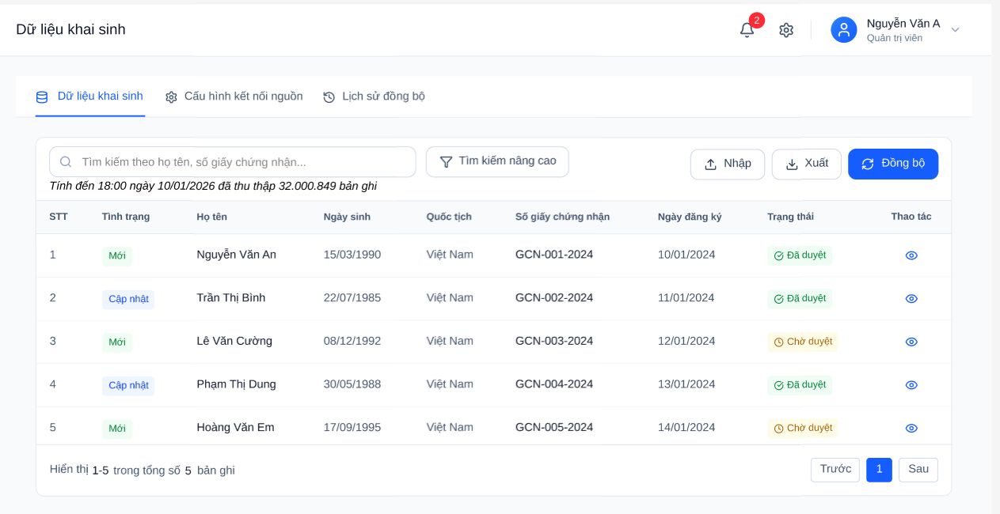 Dữ liệu khai sinh
2
Nguyễn Văn A
Quản trị viên
Dữ liệu khai sinh Cấu hình kết nối nguồn Lịch sử đồng bộ
Tìm kiếm theo họ tên, số giấy chứng nhận... Tìm kiếm nâng cao Nhập Xuất Đồng bộ
Tính đến 18:00 ngày 10/01/2026 đã thu thập 32.000.849 bản ghi
STT Tình trạng Họ tên Ngày sinh Quốc tịch Số giấy chứng nhận Ngày đăng ký Trạng thái Thao tác
1 Mới Nguyễn Văn An 15/03/1990 Việt Nam GCN-001-2024 10/01/2024 Đã duyệt
2 Cập nhật Trần Thị Bình 22/07/1985 Việt Nam GCN-002-2024 11/01/2024 Đã duyệt
3 Mới Lê Văn Cường 08/12/1992 Việt Nam GCN-003-2024 12/01/2024 Chờ duyệt
4 Cập nhật Phạm Thị Dung 30/05/1988 Việt Nam GCN-004-2024 13/01/2024 Đã duyệt
5 Mới Hoàng Văn Em 17/09/1995 Việt Nam GCN-005-2024 14/01/2024 Chờ duyệt
Hiển thị 1-5 trong tổng số 5 bản ghi Trước 1 Sau